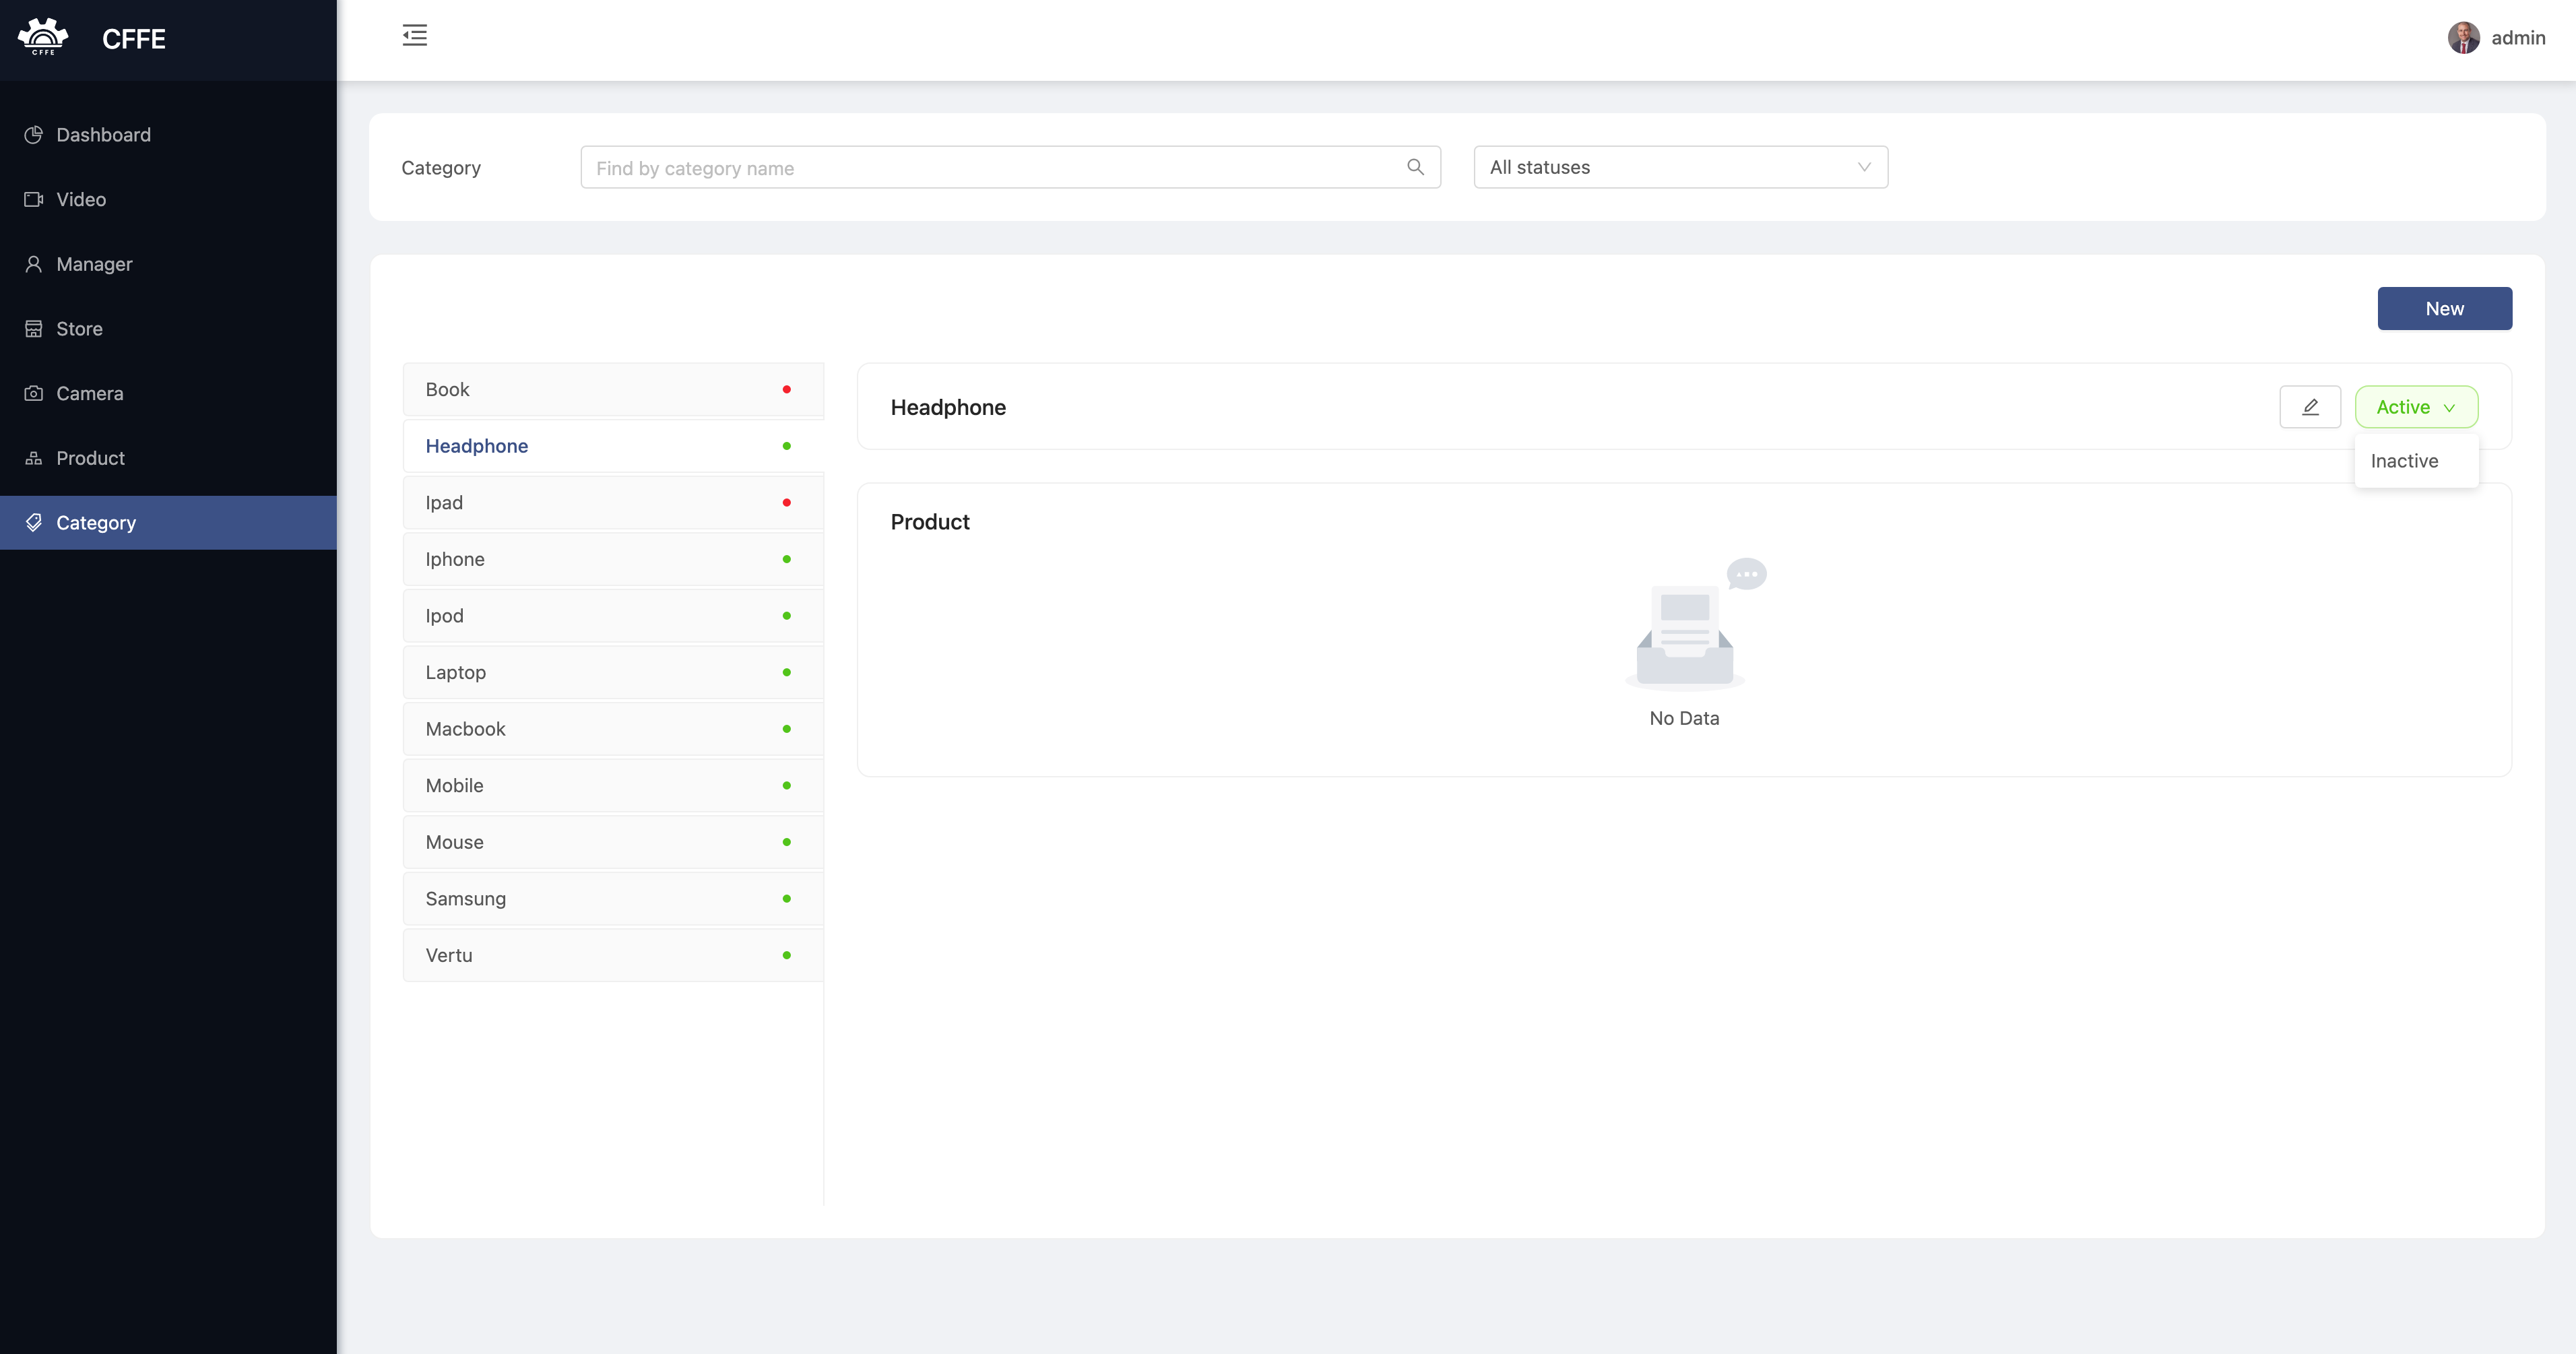 CFFE
CFFE
admin
Dashboard
Video
Manager
Store
Camera
Product
Category
Category
Find by category name
All statuses
New
Book
Headphone
Ipad
Iphone
Ipod
Laptop
Macbook
Mobile
Mouse
Samsung
Vertu
Headphone
Active
Inactive
Product
No Data